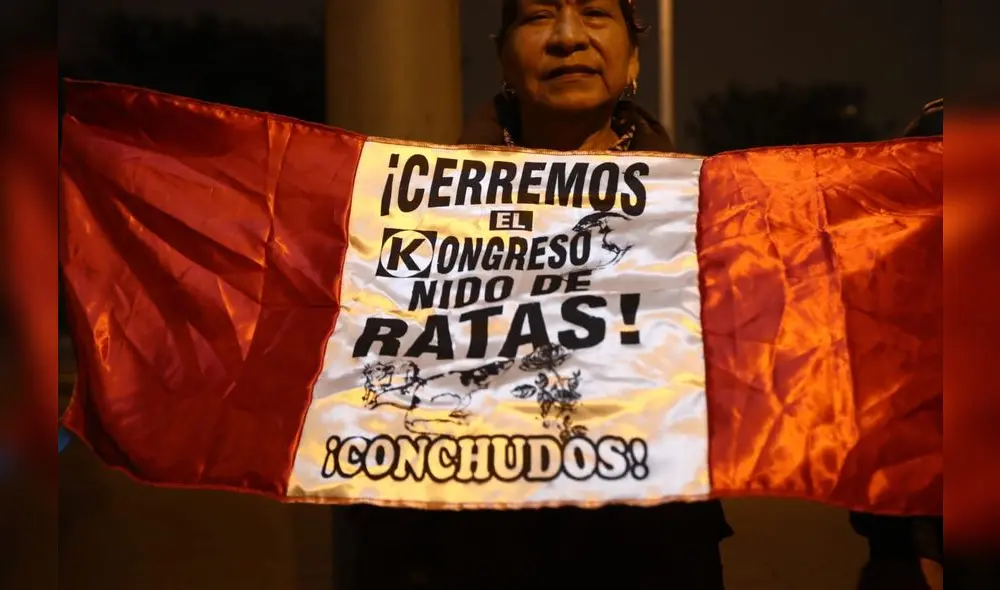 ¡CERREMOS
EL
KONGRESO
NIDO DE
RATAS!
¡CONCHUDOS!